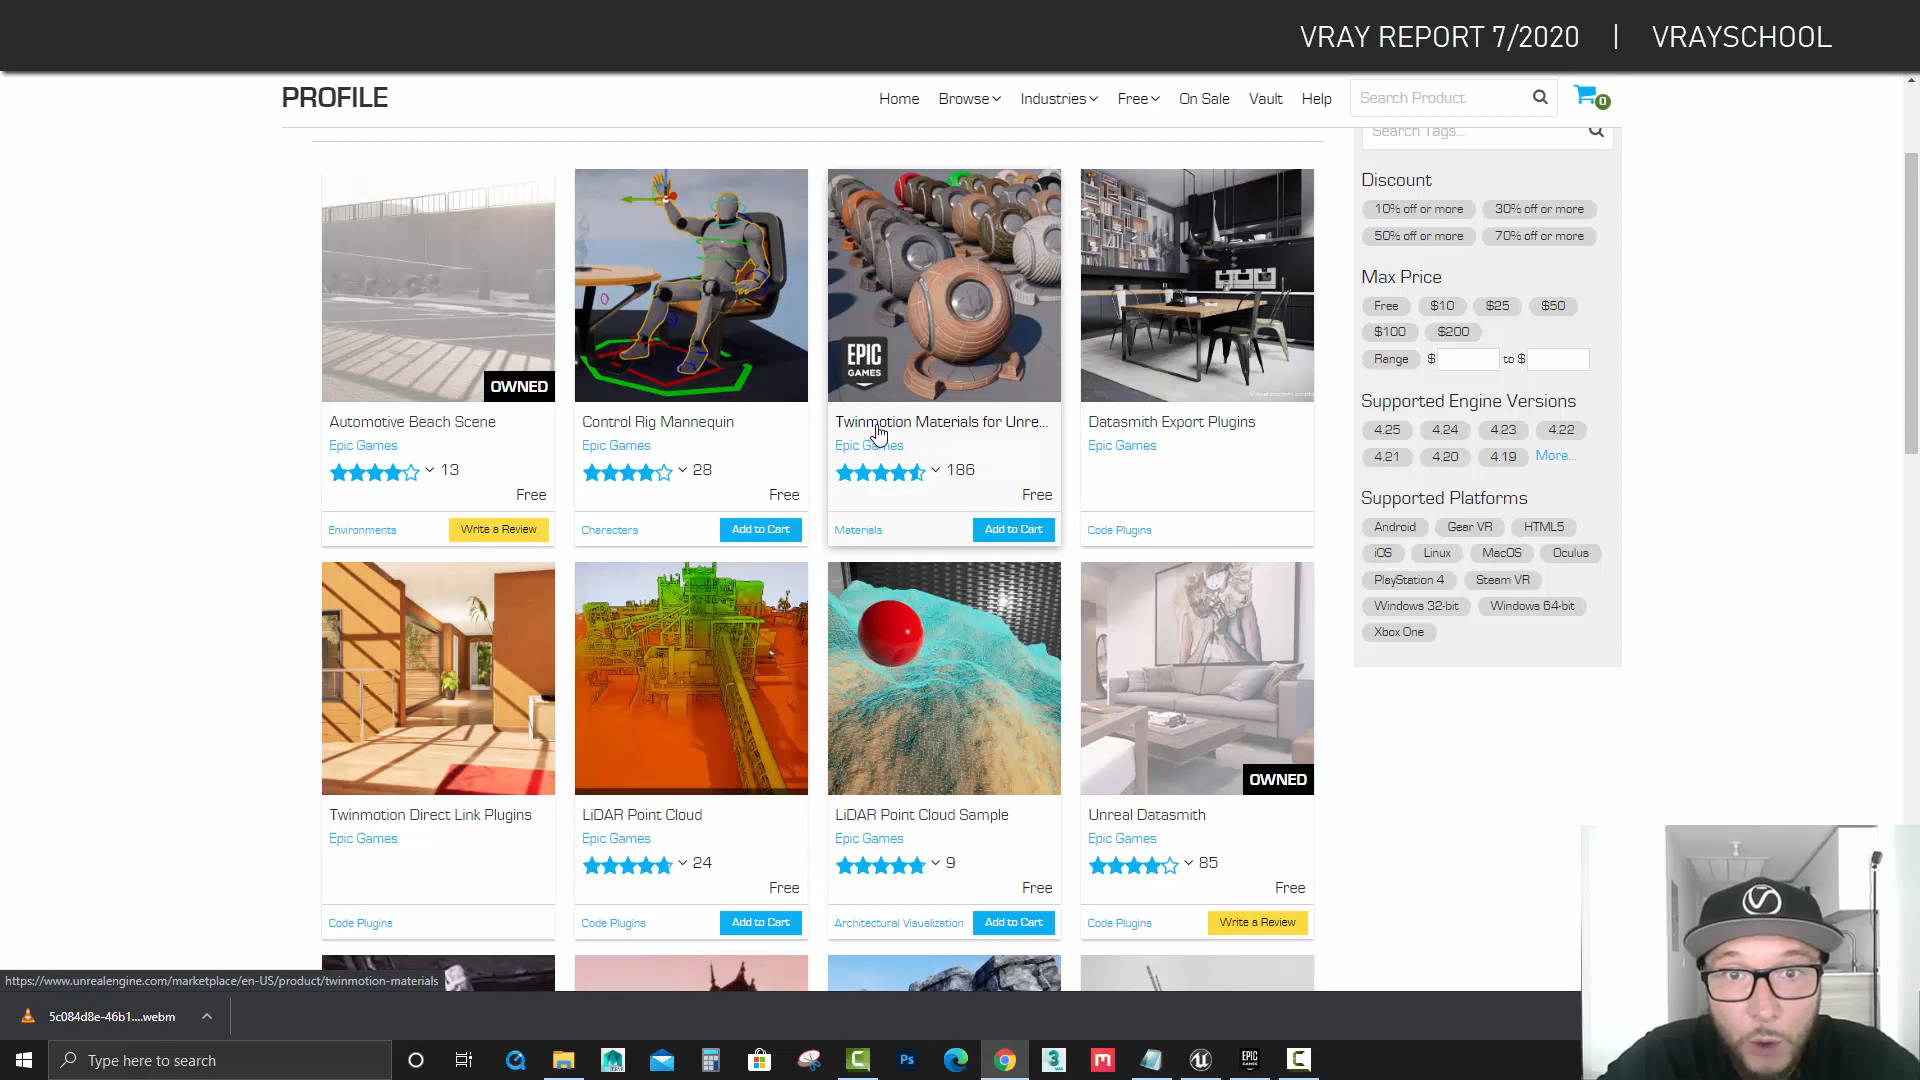 VRAY REPORT 7/2020 | VRAYSCHOOL
PROFILE
Home Browse Industries Free On Sale Vault Help Search Product 0
Search Tags...
Discount
10% off or more 30% off or more
50% off or more 70% off or more
Max Price
Free $10 $25 $50
$100 $200
Range $ to $
Supported Engine Versions
4.25 4.24 4.23 4.22
4.21 4.20 4.19 More...
Supported Platforms
Android Gear VR HTML5
iOS Linux MacOS Oculus
PlayStation 4 Steam VR
Windows 32-bit Windows 64-bit
Xbox One
OWNED
Automotive Beach Scene
Epic Games
13
Free
Environments Write a Review
Control Rig Mannequin
Epic Games
28
Free
Characters Add to Cart
EPIC
GAMES
Twinmotion Materials for Unre...
Epic Games
186
Free
Materials Add to Cart
Datasmith Export Plugins
Epic Games
Code Plugins
Twinmotion Direct Link Plugins
Epic Games
Code Plugins
LiDAR Point Cloud
Epic Games
24
Free
Code Plugins Add to Cart
LiDAR Point Cloud Sample
Epic Games
9
Free
Architectural Visualization Add to Cart
OWNED
Unreal Datasmith
Epic Games
85
Free
Code Plugins Write a Review
https://www.unrealengine.com/marketplace/en-US/product/twinmotion-materials
5c084d8e-46b1....webm
Type here to search
Ps